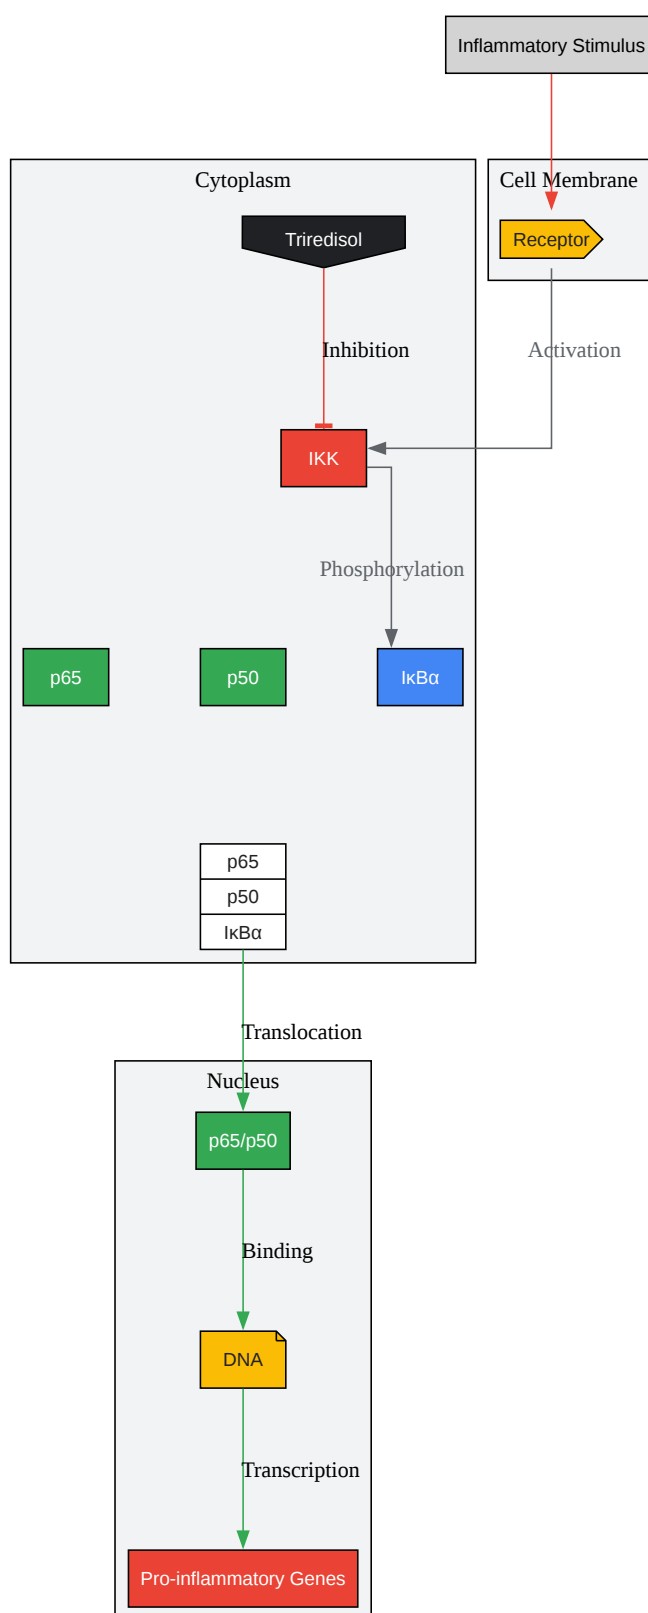 Inflammatory Stimulus
Cytoplasm
Cell Membrane
Triredisol
Receptor
Inhibition
Activation
IKK
Phosphorylation
p65
p50
IκBα
p65
p50
IκBα
Translocation
Nucleus
p65/p50
Binding
DNA
Transcription
Pro-inflammatory Genes